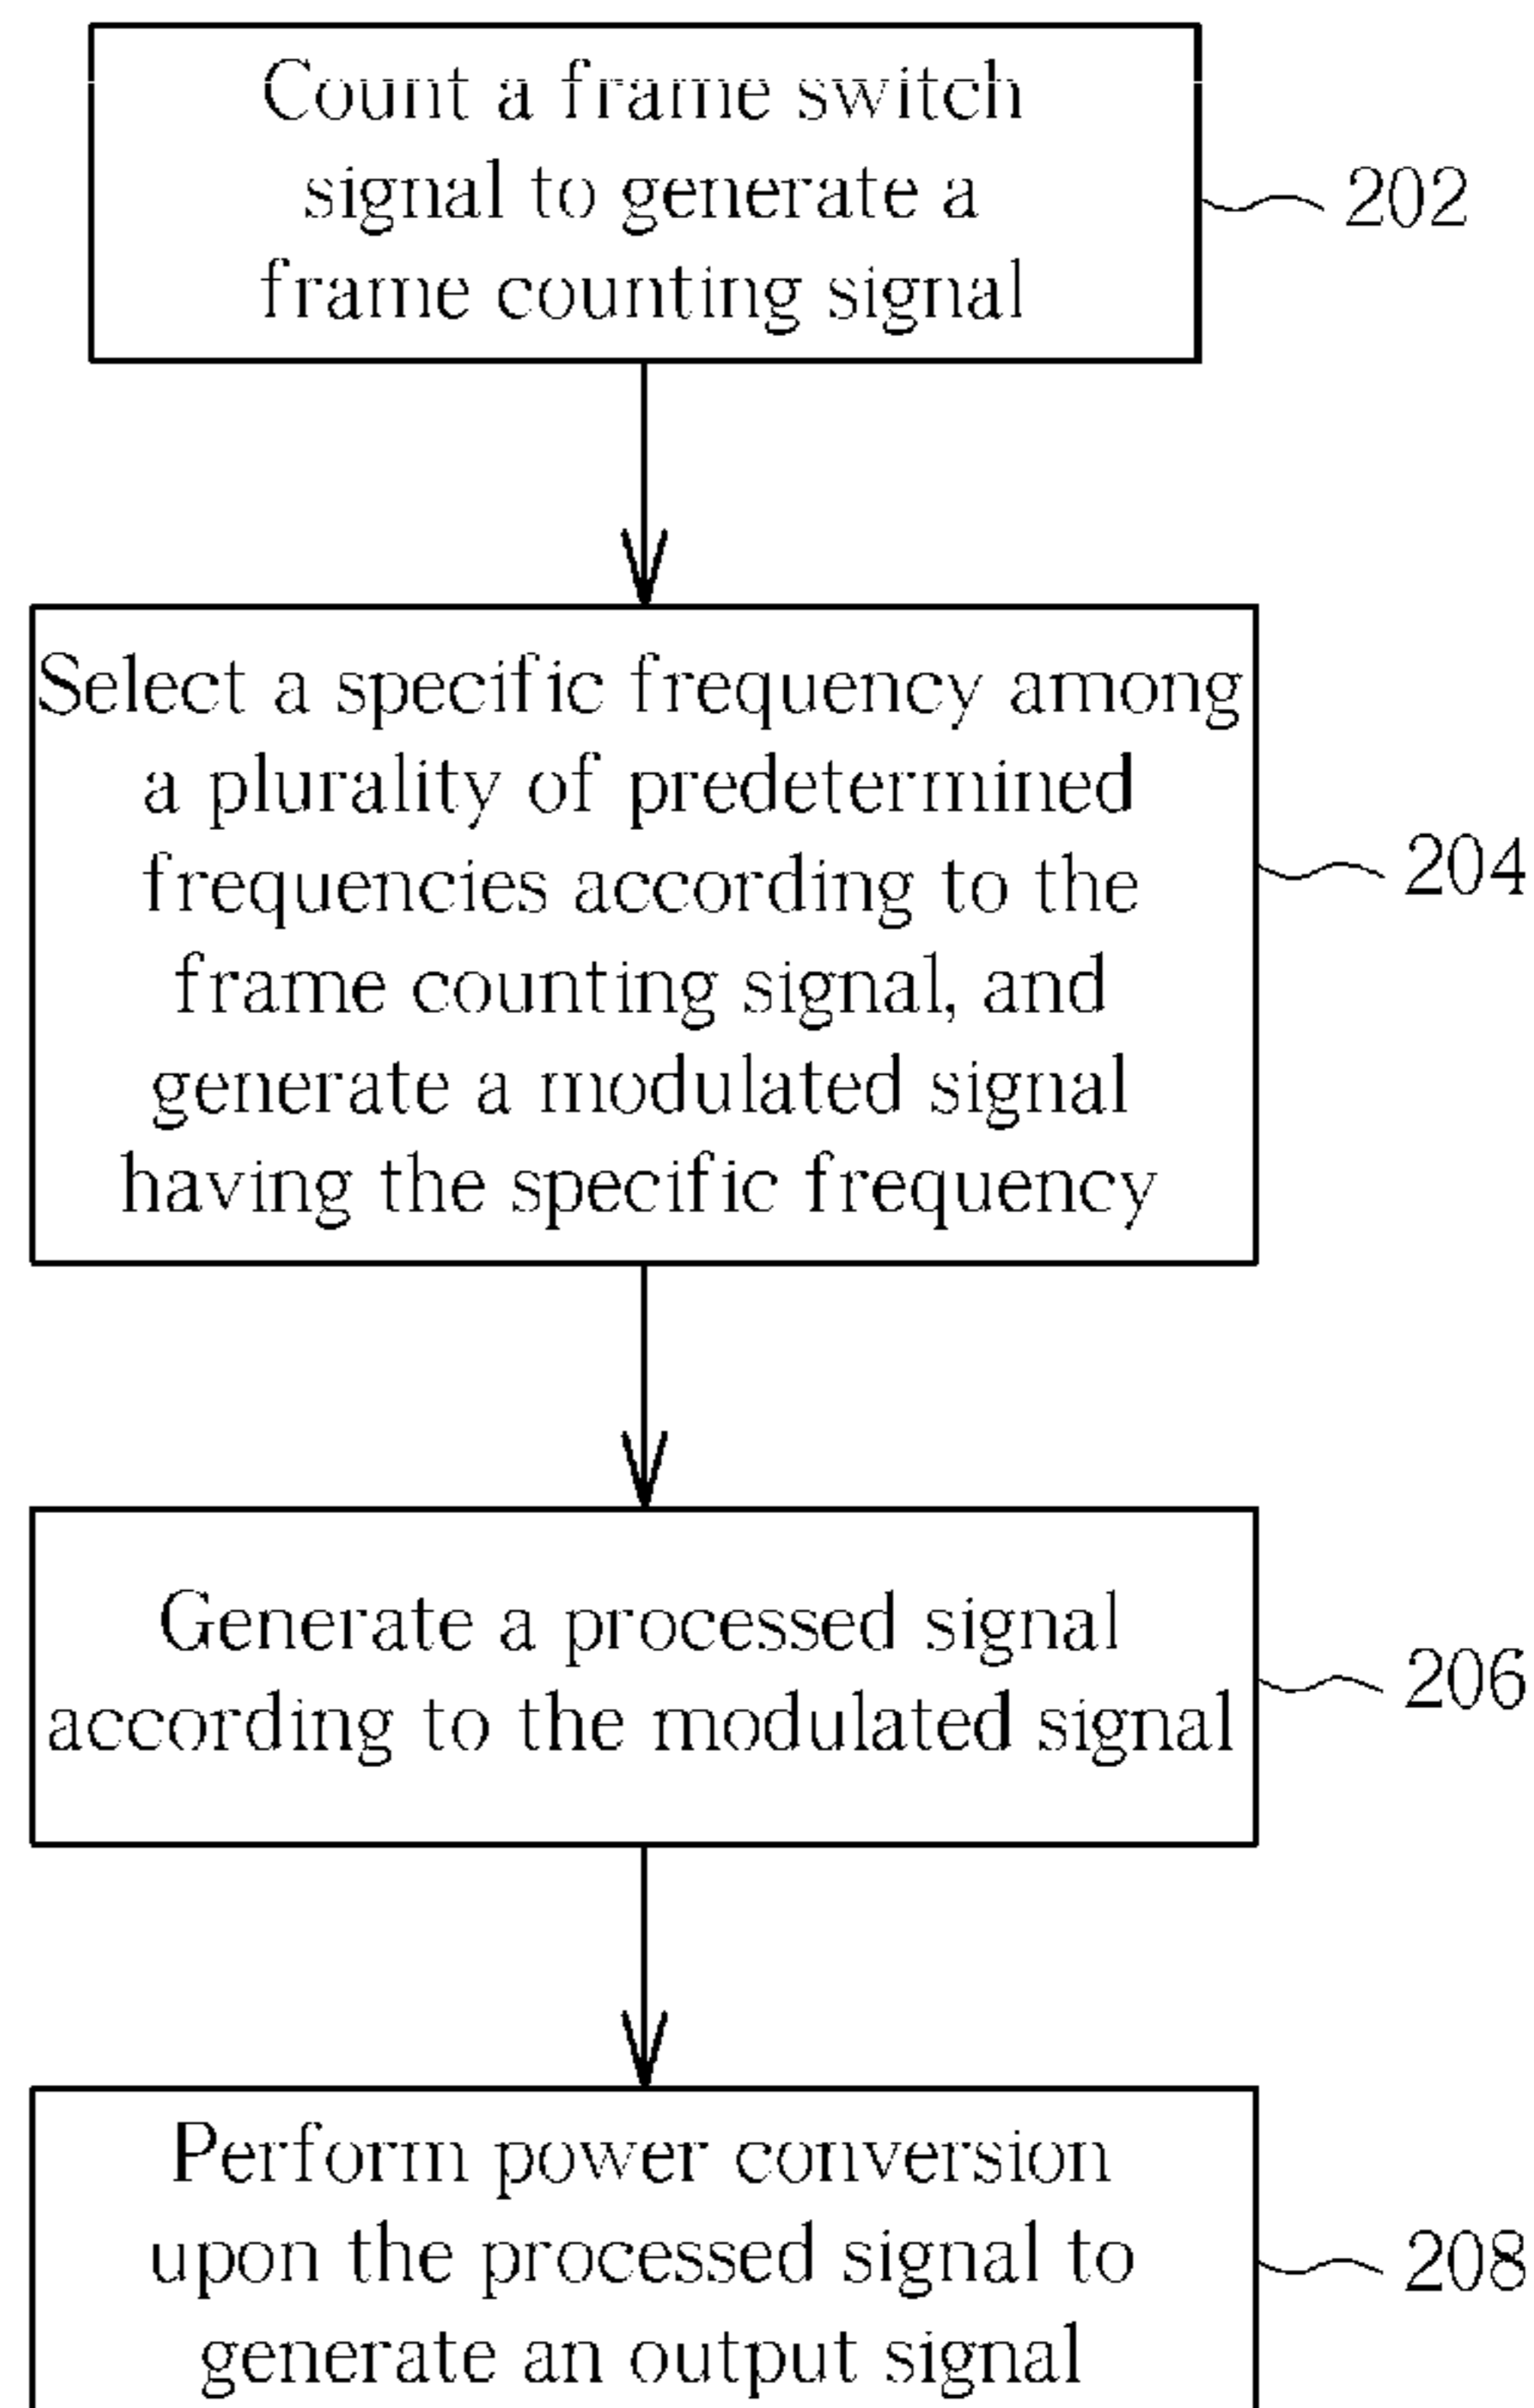 Count a frame switch
signal to generate a
frame counting signal
202
Select a specific frequency among
a plurality of predetermined
frequencies according to the
frame counting signal, and
generate a modulated signal
having the specific frequency
204
Generate a processed signal
according to the modulated signal
206
Perform power conversion
upon the processed signal to
generate an output signal
208